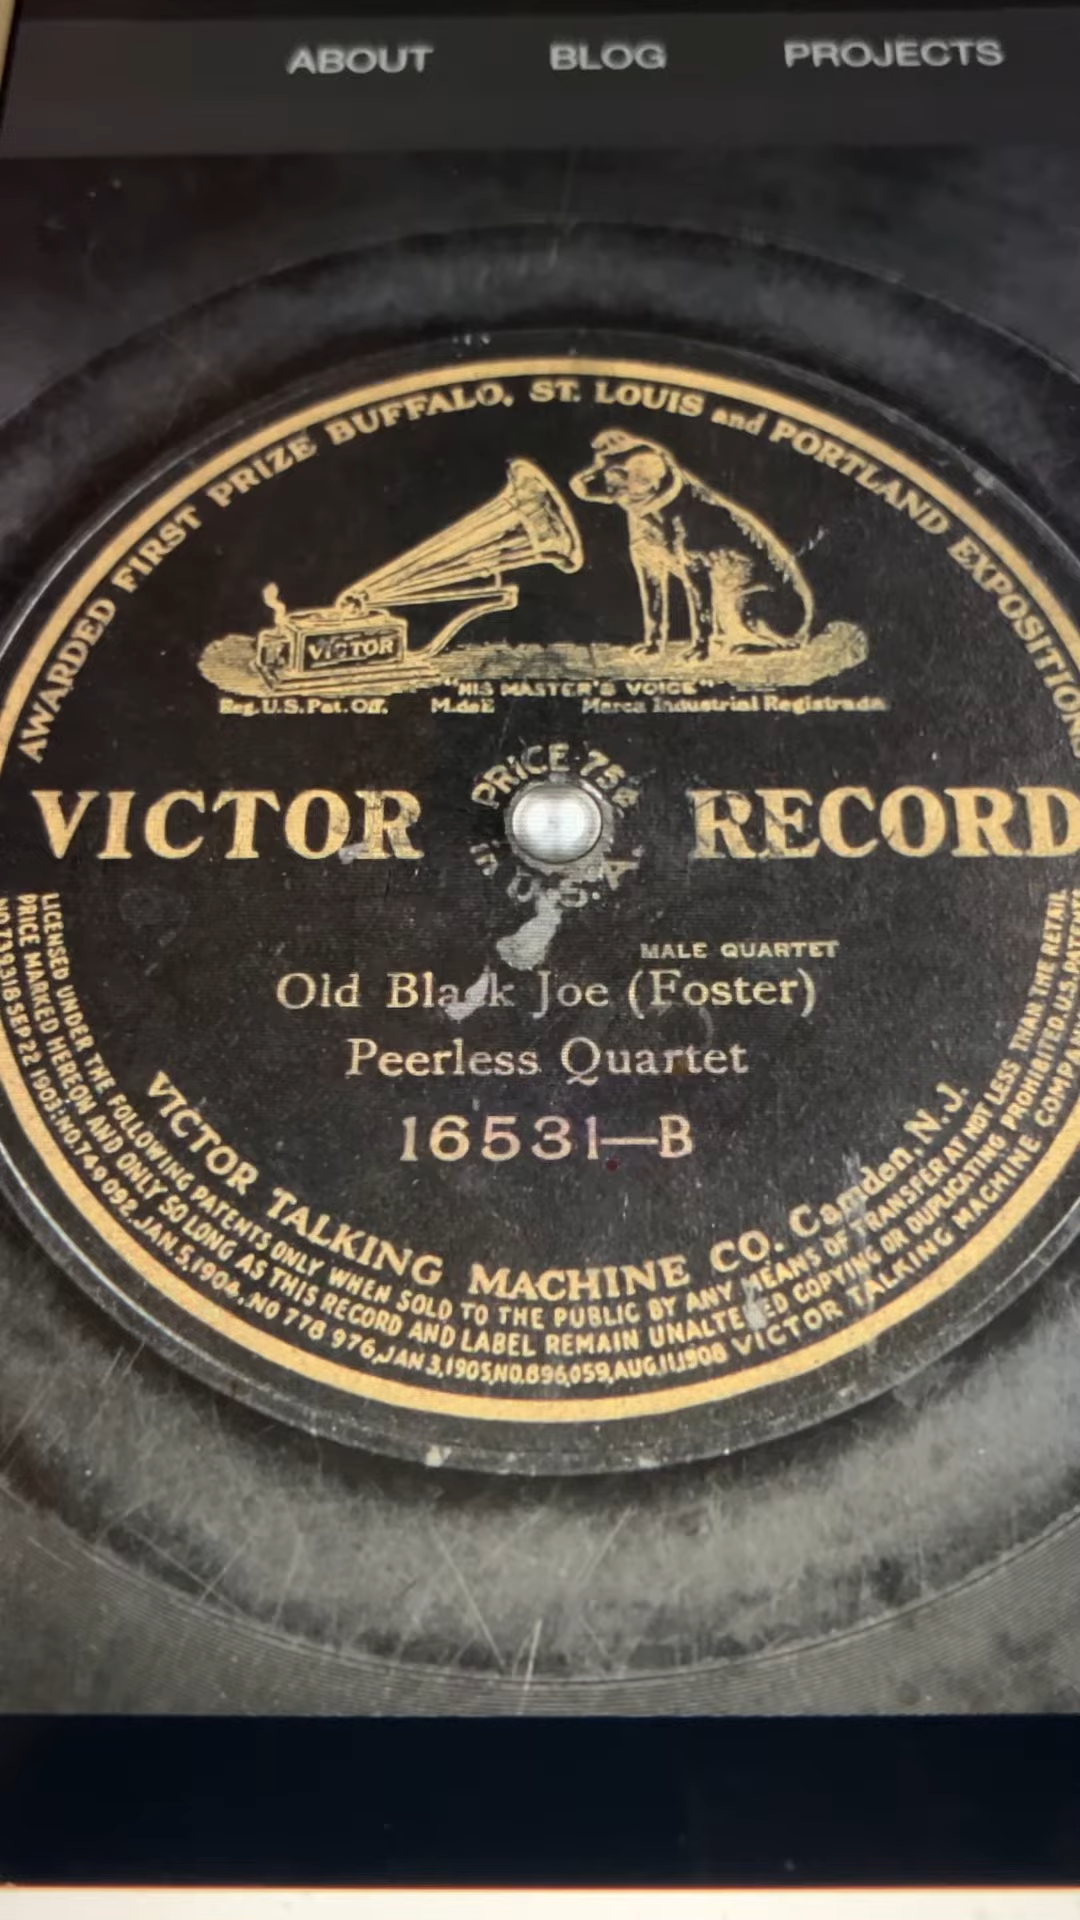 ABOUT BLOG PROJECTS
AWARDED FIRST PRIZE BUFFALO, ST. LOUIS and PORTLAND EXPOSITIONS
VICTOR
"HIS MASTER'S VOICE"
Reg. U.S. Pat. Off. M.deE Marca Industrial Registrada
PRICE 75¢
VICTOR RECORD
in U.S.A.
MALE QUARTET
Old Black Joe (Foster)
Peerless Quartet
16531—B
VICTOR TALKING MACHINE CO. Camden, N. J.
LICENSED UNDER THE FOLLOWING PATENTS ONLY WHEN SOLD TO THE PUBLIC BY ANY MEANS OF TRANSFER AT NOT LESS THAN THE RETAIL
PRICE MARKED HEREON AND ONLY SO LONG AS THIS RECORD AND LABEL REMAIN UNALTERED COPYING OR DUPLICATING PROHIBITED. U.S. PATENTS
NO.739318 SEP 22 1903: NO.749 092, JAN. 5, 1904, NO 778 976, JAN 3, 1905, NO. 896,059, AUG. 11. 1908 VICTOR TALKING MACHINE COMPANY